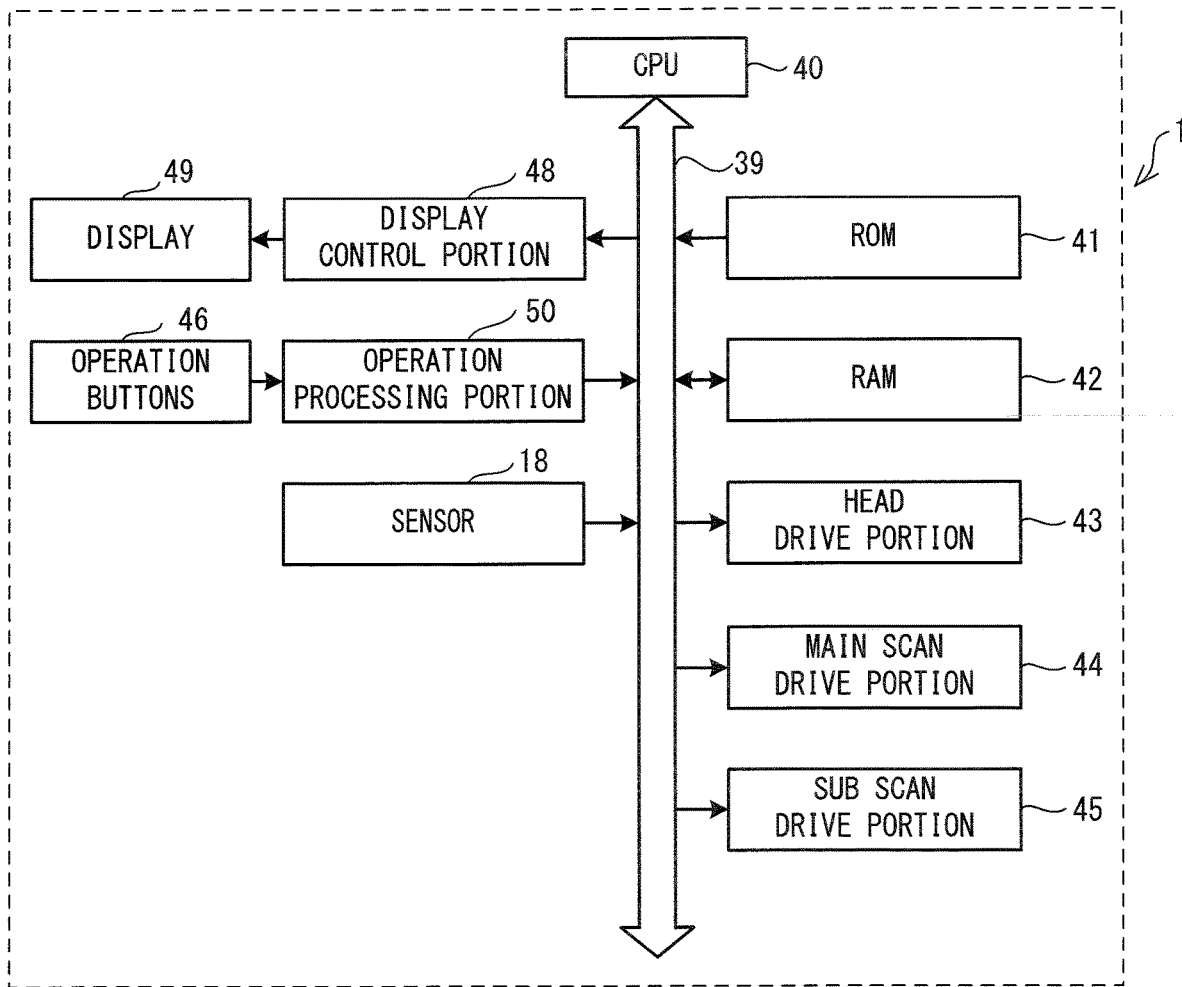 CPU
40
1
39
49
48
DISPLAY
DISPLAY
CONTROL PORTION
ROM
41
46
50
OPERATION
BUTTONS
OPERATION
PROCESSING PORTION
RAM
42
18
SENSOR
HEAD
DRIVE PORTION
43
MAIN SCAN
DRIVE PORTION
44
SUB SCAN
DRIVE PORTION
45